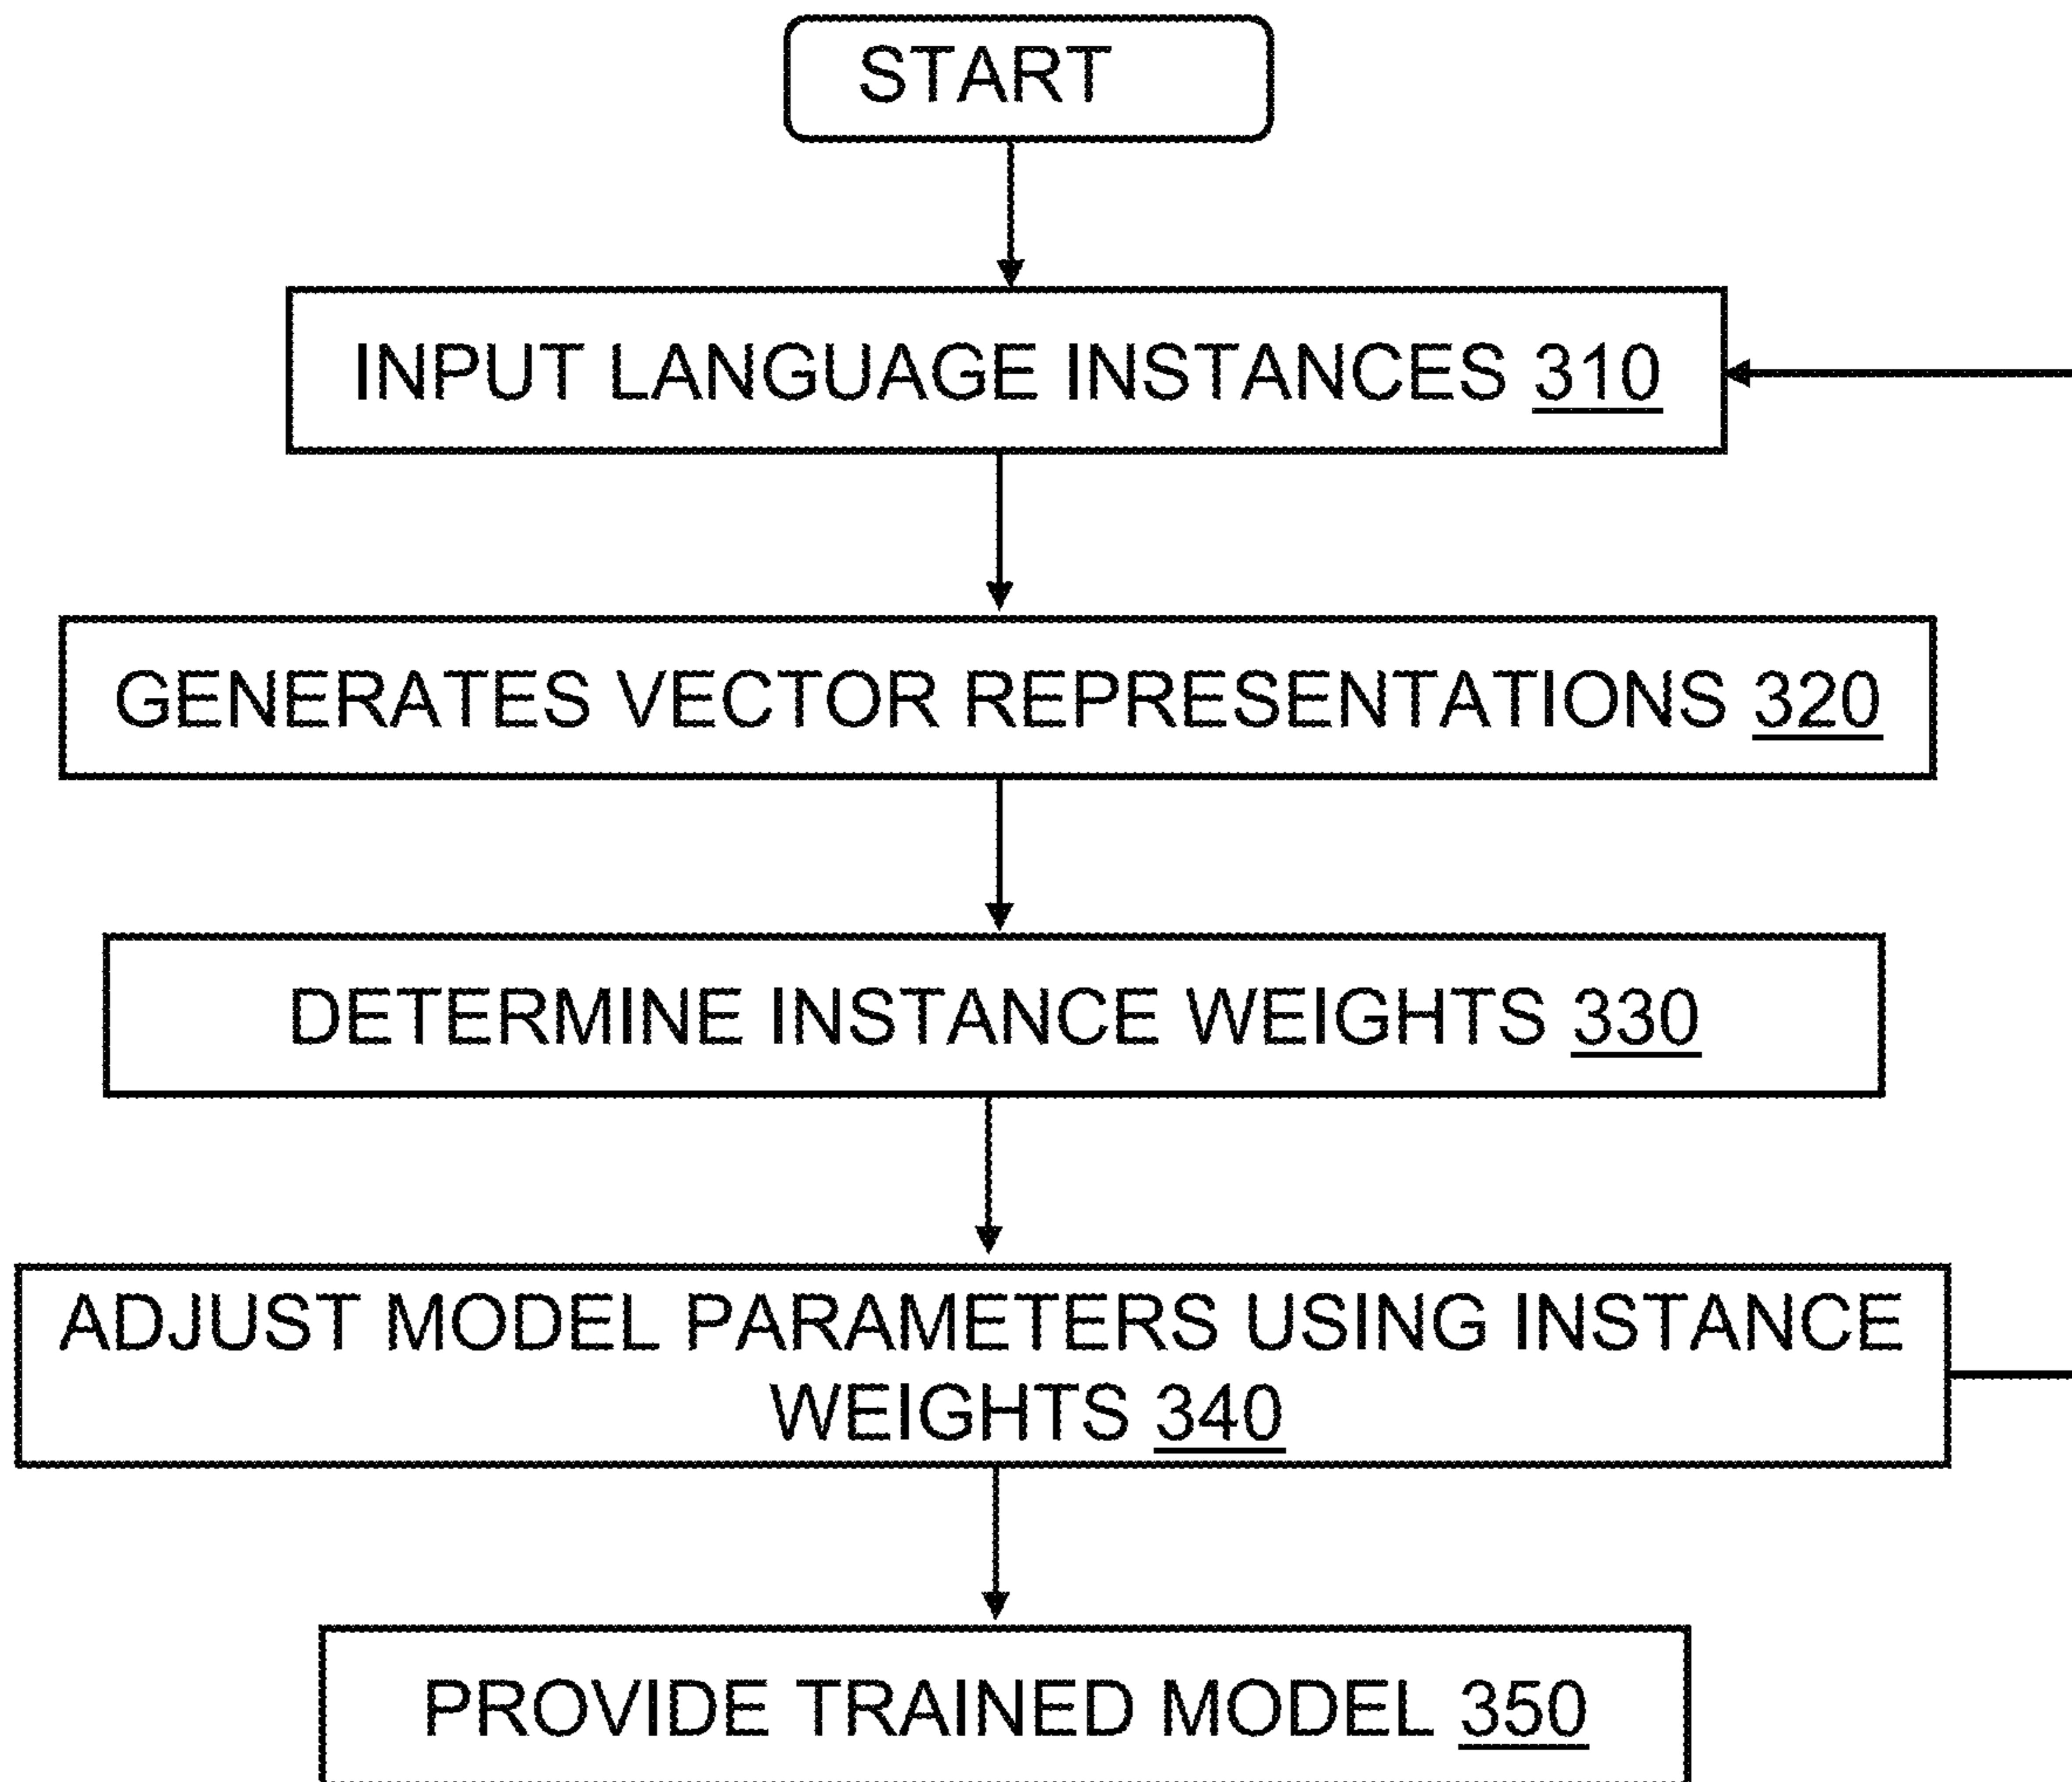 START
INPUT LANGUAGE INSTANCES 310
GENERATES VECTOR REPRESENTATIONS 320
DETERMINE INSTANCE WEIGHTS 330
ADJUST MODEL PARAMETERS USING INSTANCE
WEIGHTS 340
PROVIDE TRAINED MODEL 350